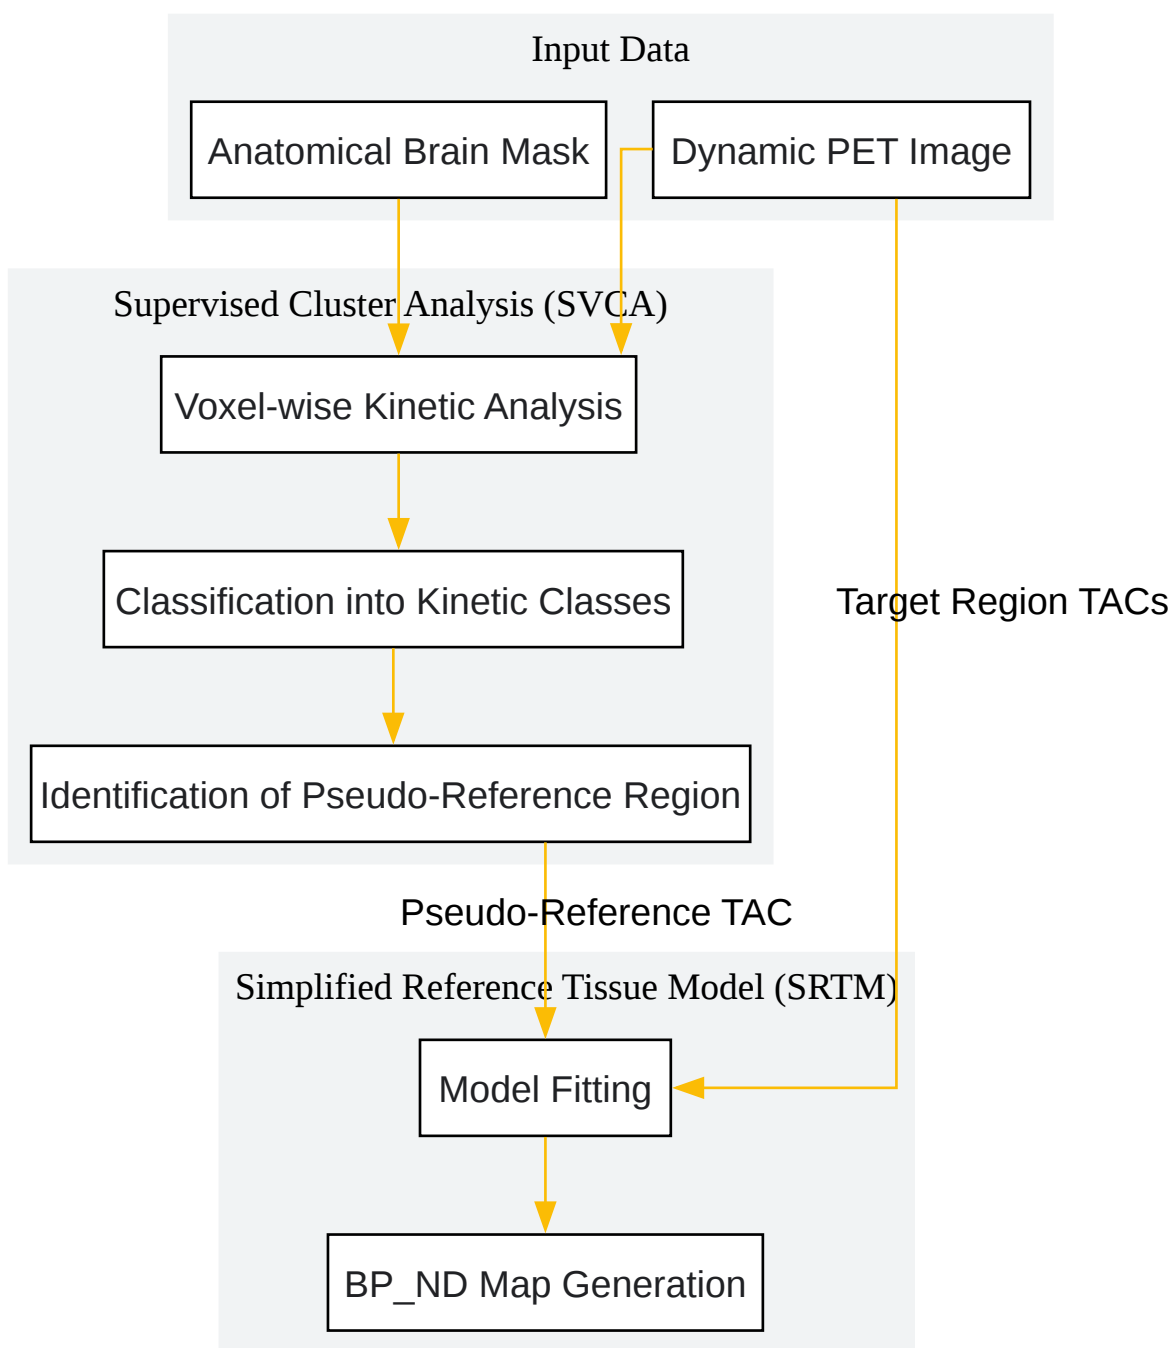 Input Data
Anatomical Brain Mask
Dynamic PET Image
Supervised Cluster Analysis (SVCA)
Voxel-wise Kinetic Analysis
Classification into Kinetic Classes
Target Region TACs
Identification of Pseudo-Reference Region
Pseudo-Reference TAC
Simplified Reference Tissue Model (SRTM)
Model Fitting
BP_ND Map Generation